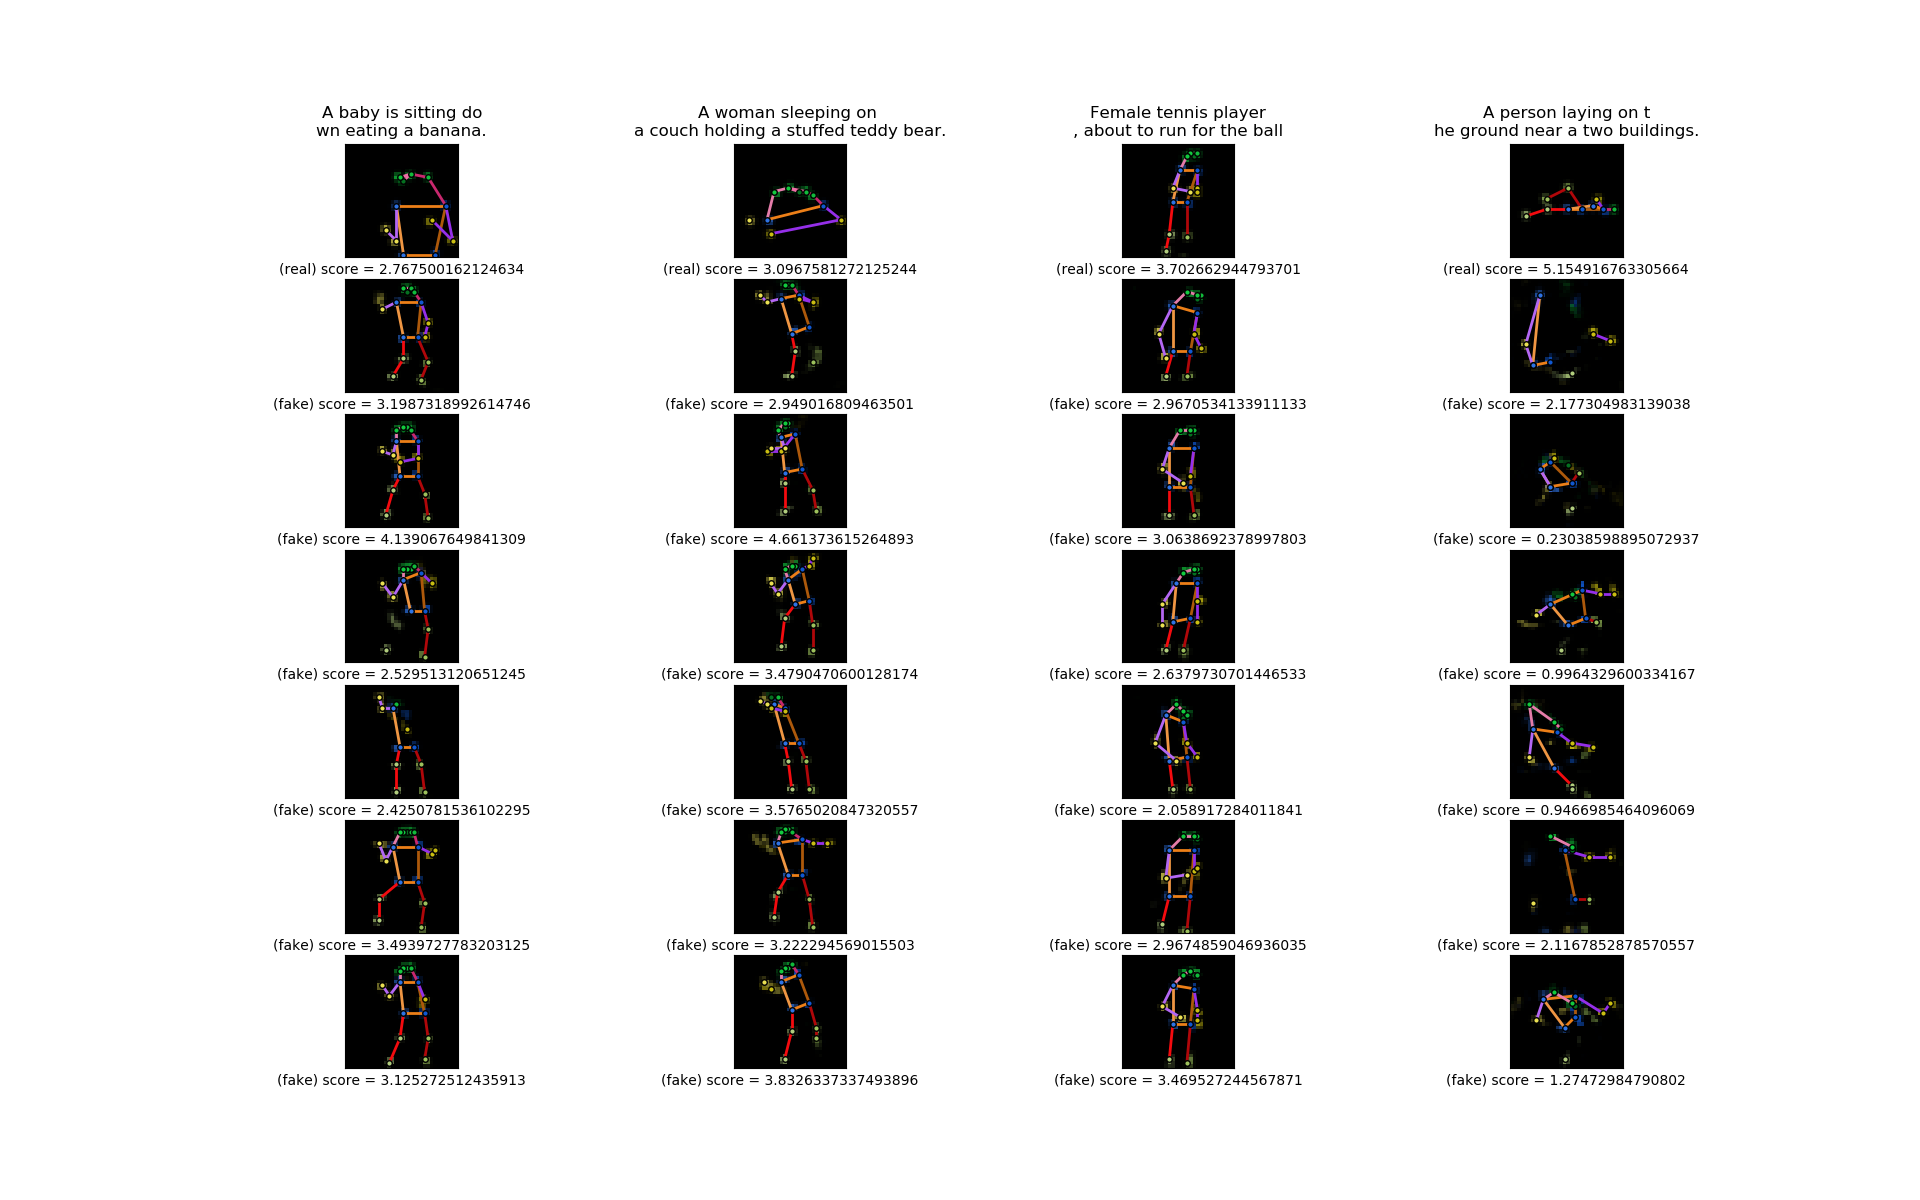 A baby is sitting do
wn eating a banana.
A woman sleeping on
a couch holding a stuffed teddy bear.
Female tennis player
, about to run for the ball
A person laying on t
he ground near a two buildings.
(real) score = 2.767500162124634
(real) score = 3.0967581272125244
(real) score = 3.702662944793701
(real) score = 5.154916763305664
(fake) score = 3.1987318992614746
(fake) score = 2.949016809463501
(fake) score = 2.9670534133911133
(fake) score = 2.177304983139038
(fake) score = 4.139067649841309
(fake) score = 4.661373615264893
(fake) score = 3.0638692378997803
(fake) score = 0.23038598895072937
(fake) score = 2.529513120651245
(fake) score = 3.4790470600128174
(fake) score = 2.6379730701446533
(fake) score = 0.9964329600334167
(fake) score = 2.4250781536102295
(fake) score = 3.5765020847320557
(fake) score = 2.058917284011841
(fake) score = 0.9466985464096069
(fake) score = 3.4939727783203125
(fake) score = 3.222294569015503
(fake) score = 2.9674859046936035
(fake) score = 2.1167852878570557
(fake) score = 3.125272512435913
(fake) score = 3.8326337337493896
(fake) score = 3.469527244567871
(fake) score = 1.27472984790802